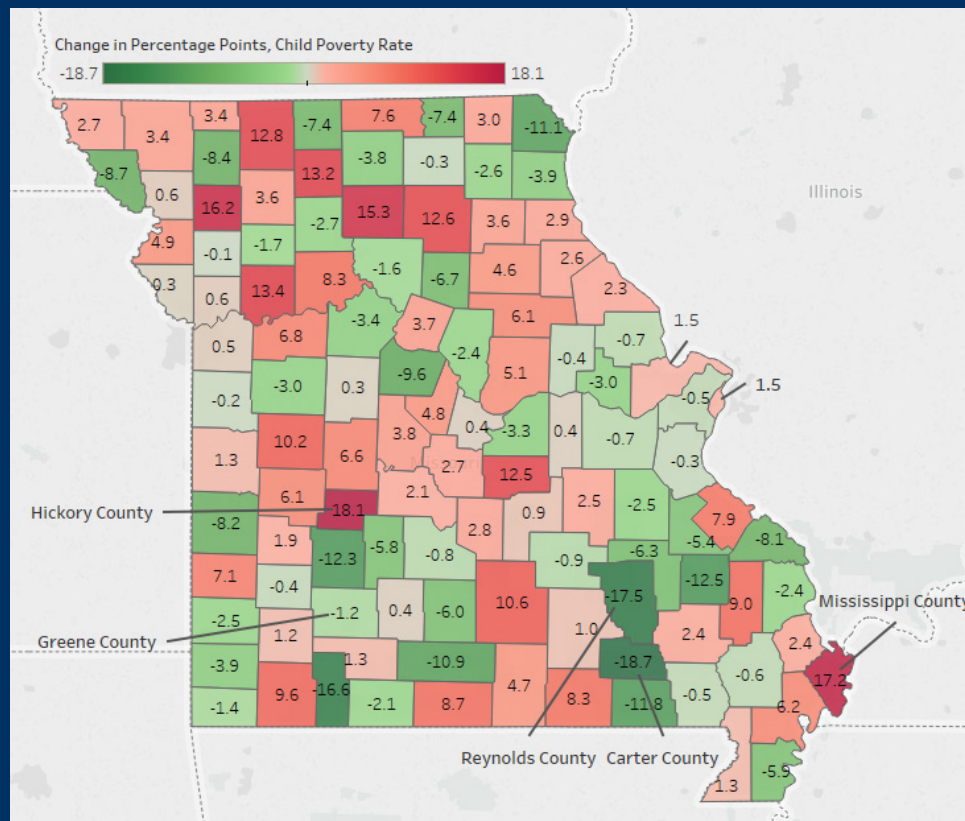 Change in Percentage Points, Child Poverty Rate
-18.7 18.1
2.7 3.4 3.4 12.8 -7.4 7.6 -7.4 3.0 -11.1
-8.7 0.6 -8.4 13.2 -3.8 -0.3 -2.6 -3.9
Illinois
16.2 3.6 -2.7 15.3 12.6 3.6 2.9
4.9 -0.1 -1.7 8.3 -1.6 -6.7 4.6 2.6 2.3
0.3 0.6 13.4 -3.4 3.7 6.1
0.5 6.8 -2.4 -0.4 -0.7 1.5
-0.2 -3.0 0.3 -9.6 5.1 -3.0 -0.5 1.5
10.2 3.8 4.8 0.4 -3.3 0.4 -0.7 -0.3
1.3 6.6 2.7 12.5
Hickory County
6.1 18.1 2.1 0.9 2.5 -2.5 7.9
-8.2 1.9 -12.3 -5.8 -0.8 2.8 -0.9 -6.3 -5.4 -8.1
7.1 -0.4 10.6 -17.5 -12.5 9.0 -2.4
Mississippi County
Greene County
-2.5 1.2 -1.2 0.4 -6.0 1.0 2.4 2.4
-3.9 1.3 -10.9 -18.7 -0.6 17.2
-1.4 9.6 -16.6 -2.1 8.7 4.7 8.3 -11.8 -0.5 6.2
Reynolds County Carter County
1.3 -5.9